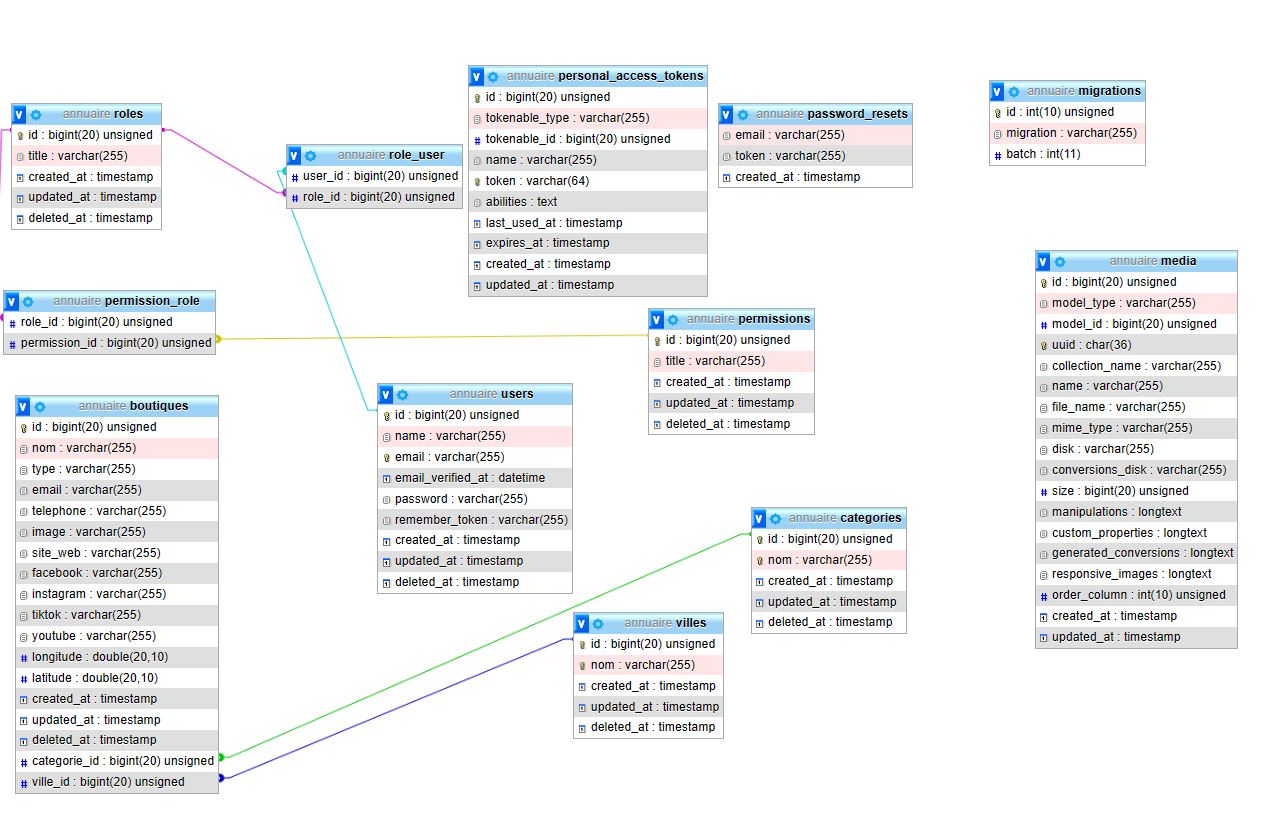 annuaire roles
id : bigint(20) unsigned
title : varchar(255)
created_at : timestamp
updated_at : timestamp
deleted_at : timestamp
annuaire role_user
user_id : bigint(20) unsigned
role_id : bigint(20) unsigned
annuaire personal_access_tokens
id : bigint(20) unsigned
tokenable_type : varchar(255)
tokenable_id : bigint(20) unsigned
name : varchar(255)
token : varchar(64)
abilities : text
last_used_at : timestamp
expires_at : timestamp
created_at : timestamp
updated_at : timestamp
annuaire password_resets
email : varchar(255)
token : varchar(255)
created_at : timestamp
annuaire migrations
id : int(10) unsigned
migration : varchar(255)
batch : int(11)
annuaire permission_role
role_id : bigint(20) unsigned
permission_id : bigint(20) unsigned
annuaire permissions
id : bigint(20) unsigned
title : varchar(255)
created_at : timestamp
updated_at : timestamp
deleted_at : timestamp
annuaire media
id : bigint(20) unsigned
model_type : varchar(255)
model_id : bigint(20) unsigned
uuid : char(36)
collection_name : varchar(255)
name : varchar(255)
file_name : varchar(255)
mime_type : varchar(255)
disk : varchar(255)
conversions_disk : varchar(255)
size : bigint(20) unsigned
manipulations : longtext
custom_properties : longtext
generated_conversions : longtext
responsive_images : longtext
order_column : int(10) unsigned
created_at : timestamp
updated_at : timestamp
annuaire boutiques
id : bigint(20) unsigned
nom : varchar(255)
type : varchar(255)
email : varchar(255)
telephone : varchar(255)
image : varchar(255)
site_web : varchar(255)
facebook : varchar(255)
instagram : varchar(255)
tiktok : varchar(255)
youtube : varchar(255)
longitude : double(20,10)
latitude : double(20,10)
created_at : timestamp
updated_at : timestamp
deleted_at : timestamp
categorie_id : bigint(20) unsigned
ville_id : bigint(20) unsigned
annuaire users
id : bigint(20) unsigned
name : varchar(255)
email : varchar(255)
email_verified_at : datetime
password : varchar(255)
remember_token : varchar(255)
created_at : timestamp
updated_at : timestamp
deleted_at : timestamp
annuaire categories
id : bigint(20) unsigned
nom : varchar(255)
created_at : timestamp
updated_at : timestamp
deleted_at : timestamp
annuaire villes
id : bigint(20) unsigned
nom : varchar(255)
created_at : timestamp
updated_at : timestamp
deleted_at : timestamp